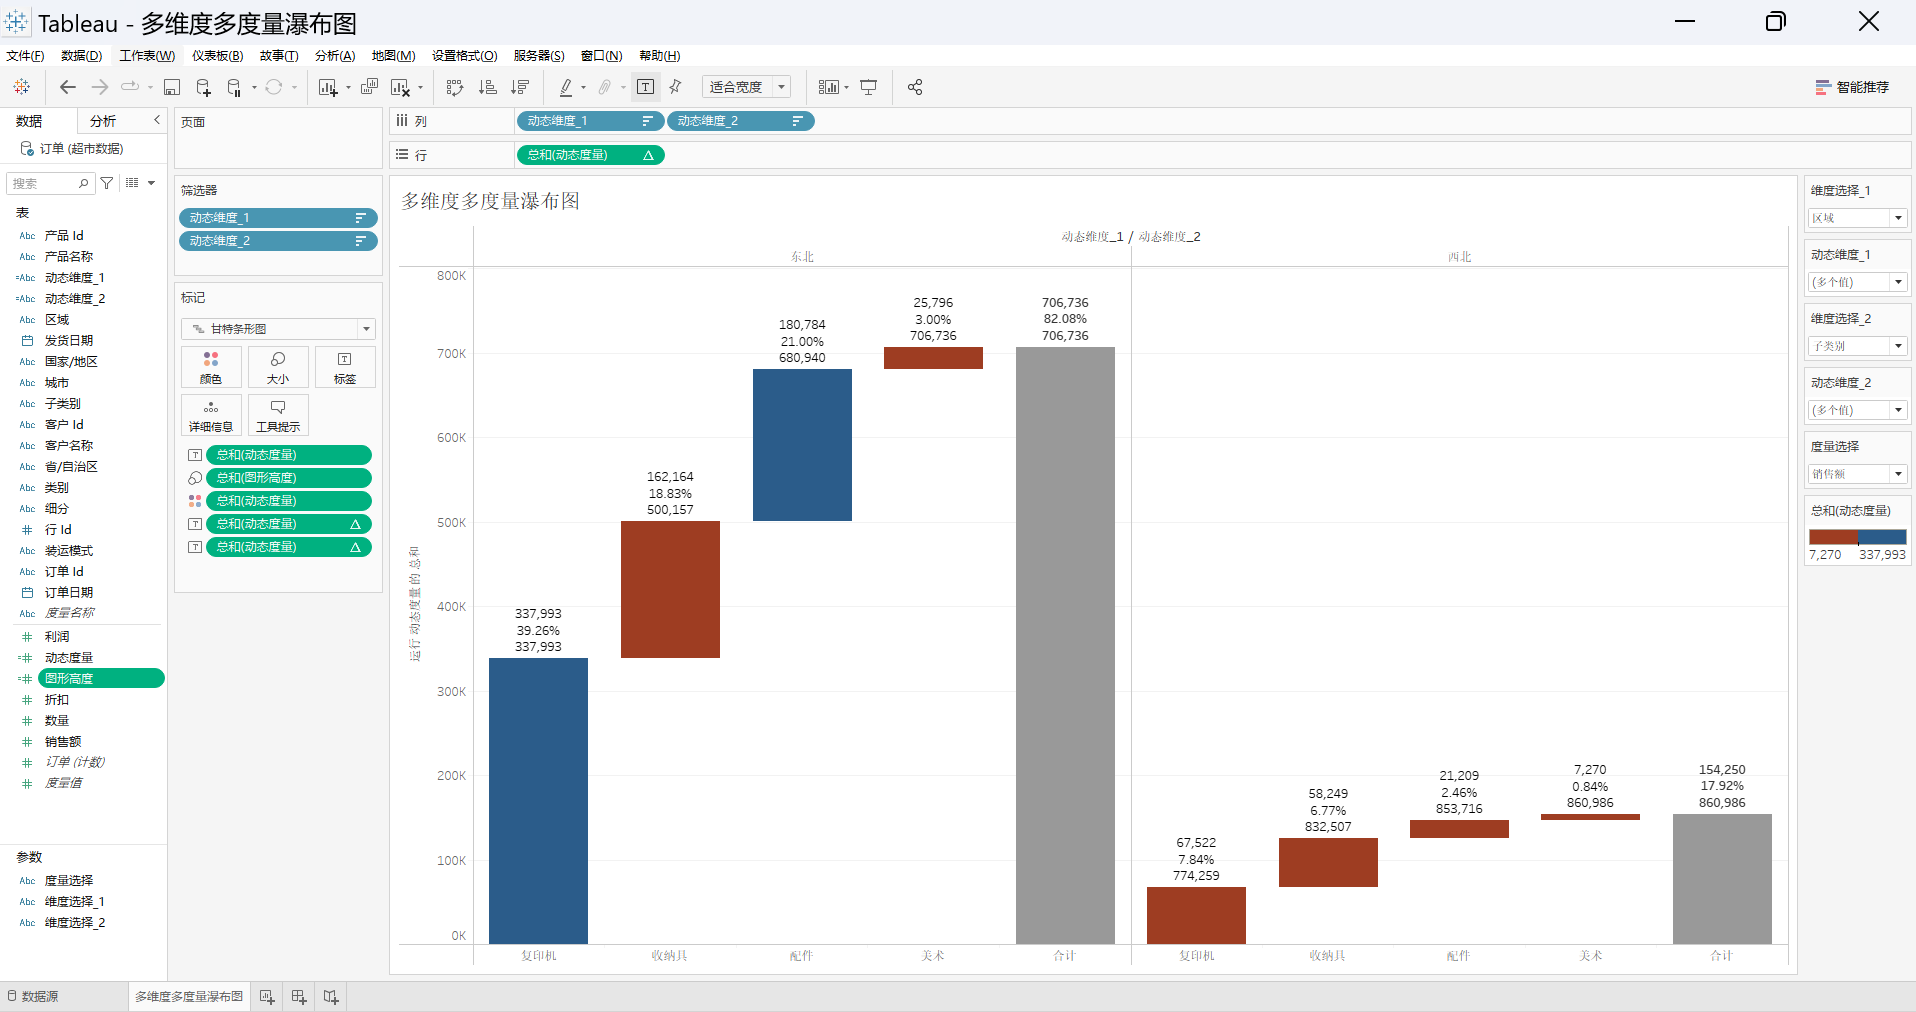 Tableau - 多维度多度量瀑布图
文件(F) 数据(D) 工作表(W) 仪表板(B) 故事(T) 分析(A) 地图(M) 设置格式(O) 服务器(S) 窗口(N) 帮助(H)
适合宽度
智能推荐
数据 分析
订单 (超市数据)
搜索
表
Abc 产品 Id
Abc 产品名称
=Abc 动态维度_1
=Abc 动态维度_2
Abc 区域
发货日期
Abc 国家/地区
Abc 城市
Abc 子类别
Abc 客户 Id
Abc 客户名称
Abc 省/自治区
Abc 类别
Abc 细分
# 行 Id
Abc 装运模式
Abc 订单 Id
订单日期
Abc 度量名称
# 利润
=# 动态度量
=# 图形高度
# 折扣
# 数量
# 销售额
# 订单 (计数)
# 度量值
参数
Abc 度量选择
Abc 维度选择_1
Abc 维度选择_2
页面
筛选器
动态维度_1
动态维度_2
标记
甘特条形图
颜色 大小 标签
详细信息 工具提示
总和(动态度量)
总和(图形高度)
总和(动态度量)
总和(动态度量) △
总和(动态度量) △
列 动态维度_1 动态维度_2
行 总和(动态度量) △
多维度多度量瀑布图
动态维度_1 / 动态维度_2
东北 西北
运行 动态度量 的 总和
800K
700K
600K
500K
400K
300K
200K
100K
0K
337,993
39.26%
337,993
162,164
18.83%
500,157
180,784
21.00%
680,940
25,796
3.00%
706,736
706,736
82.08%
706,736
67,522
7.84%
774,259
58,249
6.77%
832,507
21,209
2.46%
853,716
7,270
0.84%
860,986
154,250
17.92%
860,986
复印机 收纳具 配件 美术 合计 复印机 收纳具 配件 美术 合计
维度选择_1
区域
动态维度_1
(多个值)
维度选择_2
子类别
动态维度_2
(多个值)
度量选择
销售额
总和(动态度量)
7,270 337,993
数据源 多维度多度量瀑布图